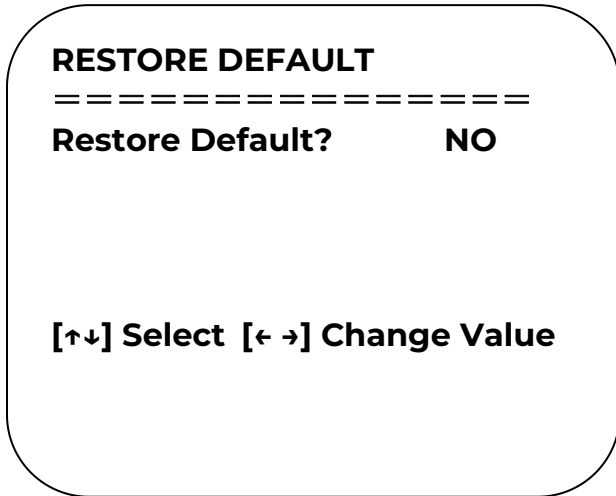 RESTORE DEFAULT
===============
Restore Default? NO
[↑↓] Select [← →] Change Value